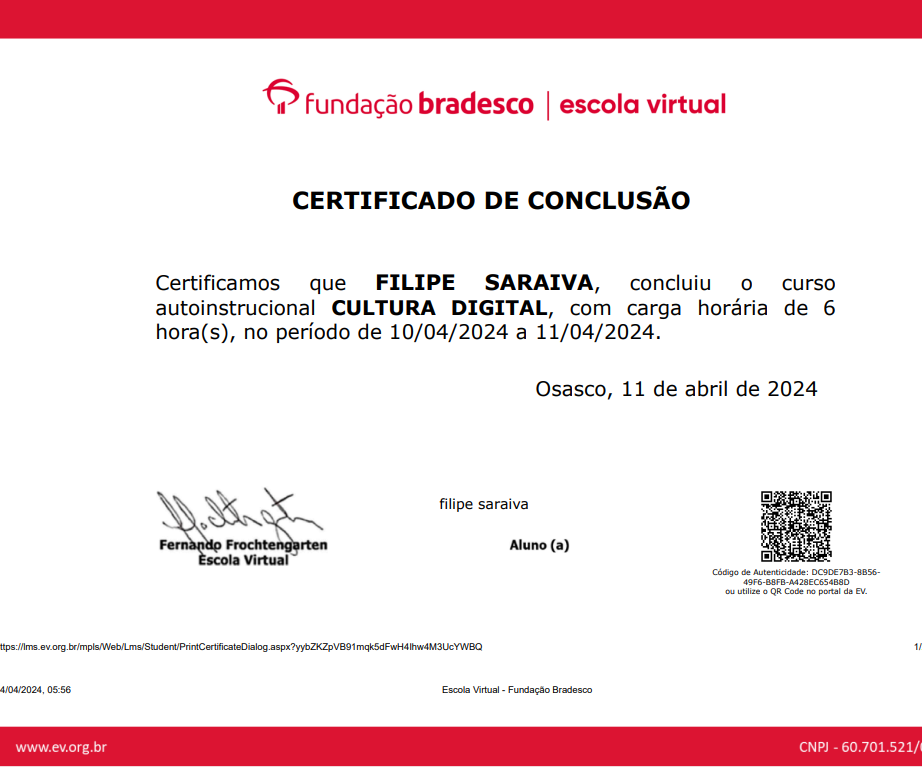 fundação bradesco | escola virtual
CERTIFICADO DE CONCLUSÃO
Certificamos que FILIPE SARAIVA, concluiu o curso
autoinstrucional CULTURA DIGITAL, com carga horária de 6
hora(s), no período de 10/04/2024 a 11/04/2024.
Osasco, 11 de abril de 2024
filipe saraiva
Fernando Frochtengarten
Escola Virtual
Aluno (a)
Código de Autenticidade: DC9DE7B3-8B56-
49F6-B8FB-A428EC654B8D
ou utilize o QR Code no portal da EV.
ttps://lms.ev.org.br/mpls/Web/Lms/Student/PrintCertificateDialog.aspx?yybZKZpVB91mqk5dFwH4Ihw4M3UcYWBQ
1/
4/04/2024, 05:56
Escola Virtual - Fundação Bradesco
www.ev.org.br
CNPJ - 60.701.521/